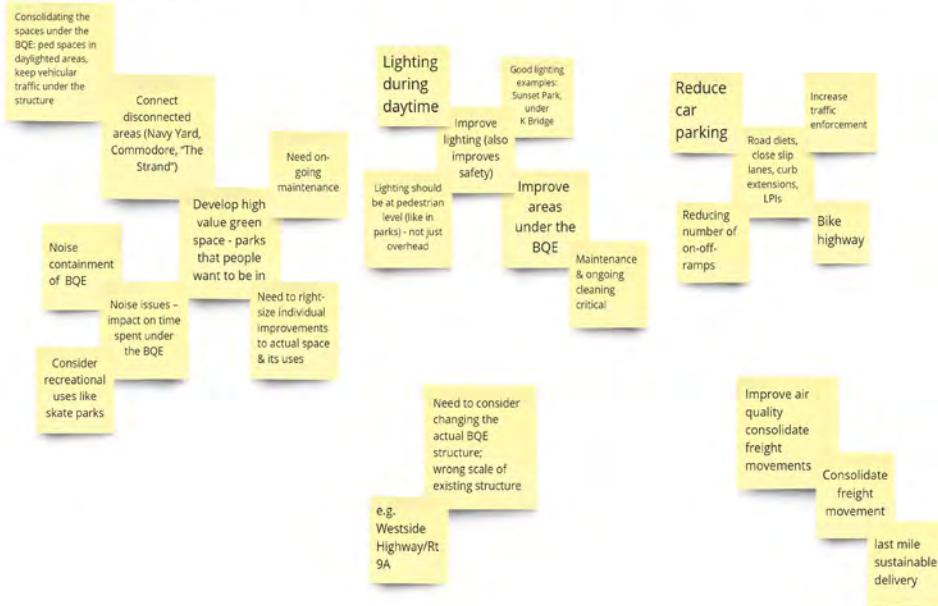 Consolidating the
spaces under the
BQE: ped spaces in
daylighted areas,
keep vehicular
traffic under the
structure
Connect
disconnected
areas (Navy Yard,
Commodore, "The
Strand")
Need on-
going
maintenance
Develop high
value green
space - parks
that people
want to be in
Noise
containment
of BQE
Noise issues –
impact on time
spent under
the BQE
Need to right-
size individual
improvements
to actual space
& its uses
Consider
recreational
uses like
skate parks
Lighting
during
daytime
Good lighting
examples:
Sunset Park,
under
K Bridge
Improve
lighting (also
improves
safety)
Lighting should
be at pedestrian
level (like in
parks) - not just
overhead
Improve
areas
under the
BQE
Maintenance
& ongoing
cleaning
critical
Reduce
car
parking
Increase
traffic
enforcement
Road diets,
close slip
lanes, curb
extensions,
LPIs
Reducing
number of
on-off-
ramps
Bike
highway
Need to consider
changing the
actual BQE
structure;
wrong scale of
existing structure
e.g.
Westside
Highway/Rt
9A
Improve air
quality
consolidate
freight
movements
Consolidate
freight
movement
last mile
sustainable
delivery